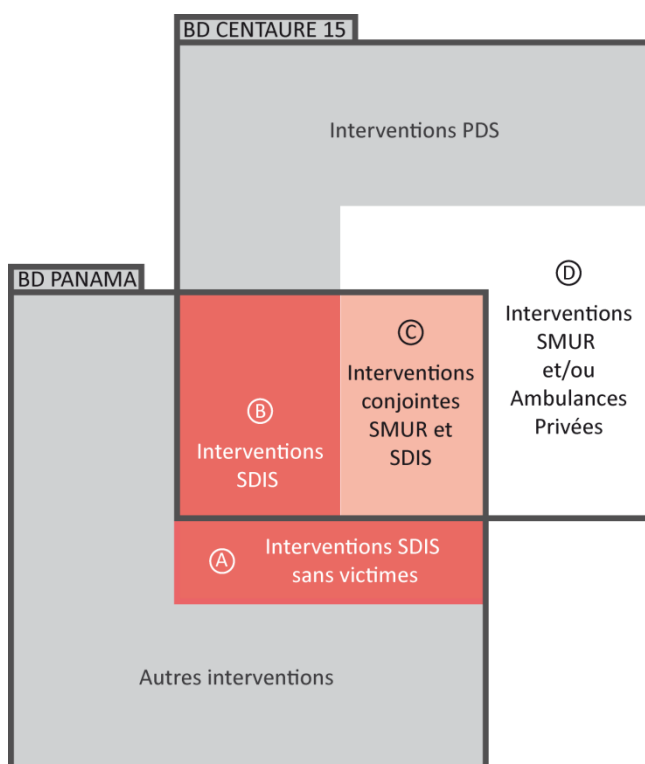 BD CENTAURE 15
Interventions PDS
BD PANAMA
D
Interventions
SMUR
et/ou
Ambulances
Privées
C
Interventions
conjointes
SMUR et
SDIS
B
Interventions
SDIS
A
Interventions SDIS
sans victimes
Autres interventions